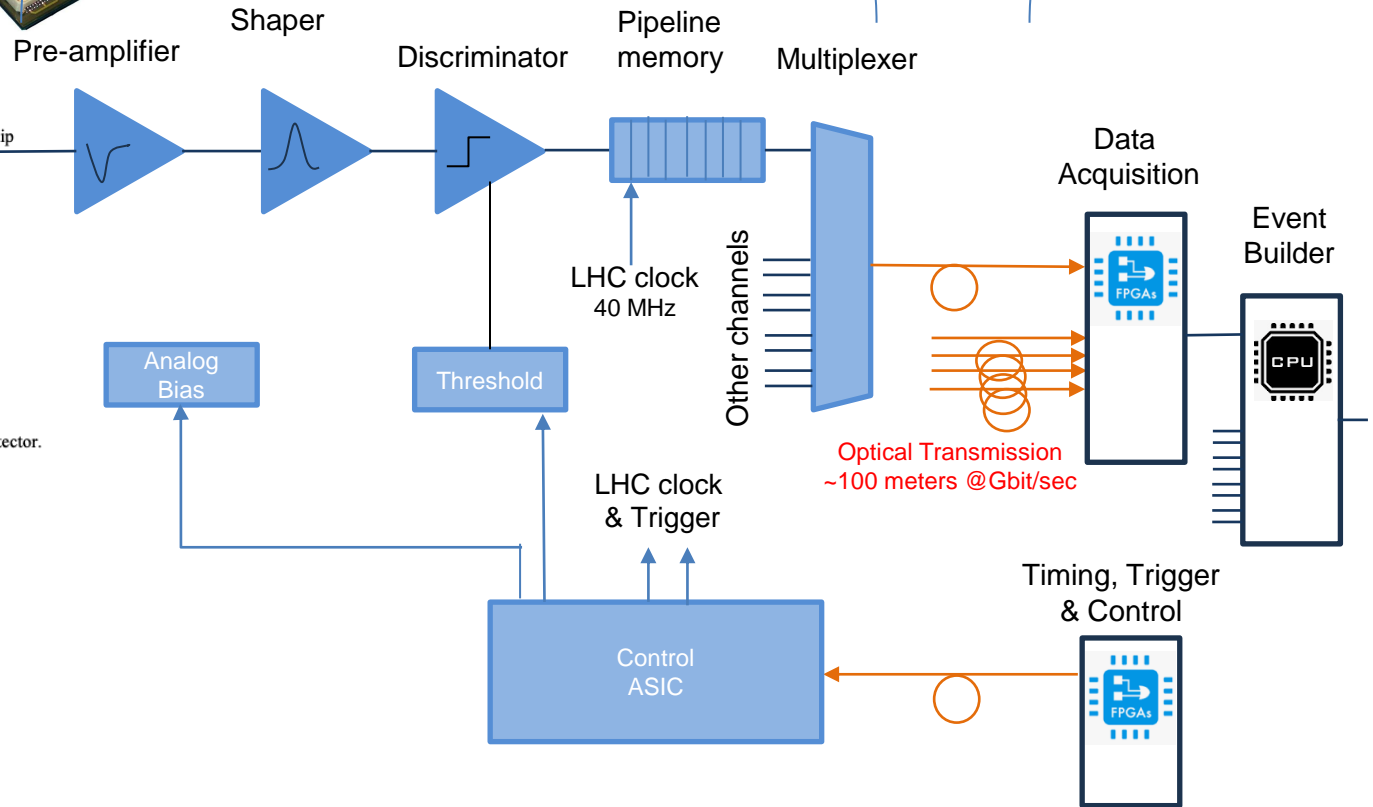 Shaper
Pipeline
memory
Pre-amplifier
Discriminator
Multiplexer
ip
Data
Acquisition
Event
Builder
LHC clock
40 MHz
Other channels
FPGAs
CPU
Analog
Bias
Threshold
tector.
Optical Transmission
~100 meters @Gbit/sec
LHC clock
& Trigger
Timing, Trigger
& Control
Control
ASIC
FPGAs